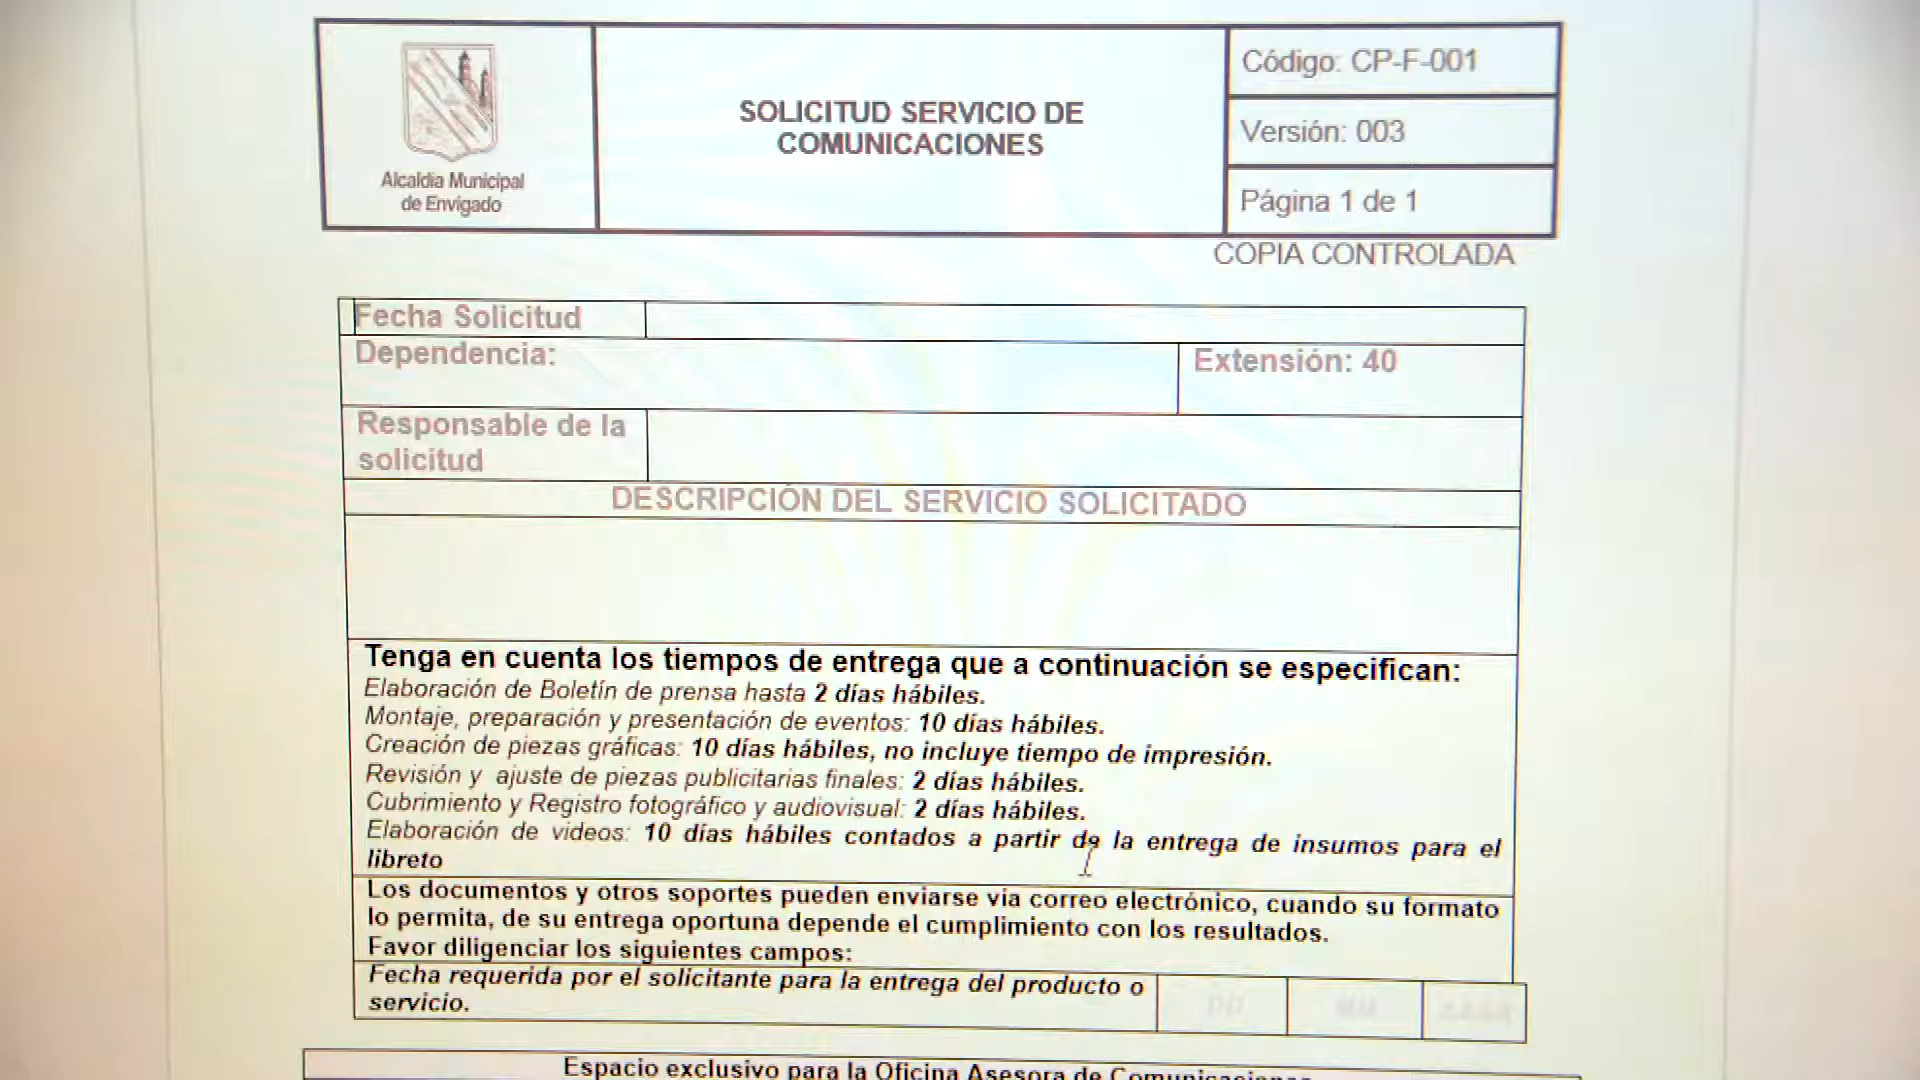 Alcaldía Municipal
de Envigado
SOLICITUD SERVICIO DE
COMUNICACIONES
Código: CP-F-001
Versión: 003
Página 1 de 1
COPIA CONTROLADA
Fecha Solicitud
Dependencia:
Extensión: 40
Responsable de la
solicitud
DESCRIPCIÓN DEL SERVICIO SOLICITADO
Tenga en cuenta los tiempos de entrega que a continuación se especifican:
Elaboración de Boletín de prensa hasta 2 días hábiles.
Montaje, preparación y presentación de eventos: 10 días hábiles.
Creación de piezas gráficas: 10 días hábiles, no incluye tiempo de impresión.
Revisión y ajuste de piezas publicitarias finales: 2 días hábiles.
Cubrimiento y Registro fotográfico y audiovisual: 2 días hábiles.
Elaboración de videos: 10 días hábiles contados a partir de la entrega de insumos para el
libreto
Los documentos y otros soportes pueden enviarse vía correo electrónico, cuando su formato
lo permita, de su entrega oportuna depende el cumplimiento con los resultados.
Favor diligenciar los siguientes campos:
Fecha requerida por el solicitante para la entrega del producto o
servicio.
DD
MM
AAAA
Espacio exclusivo para la Oficina Asesora de Comunicaciones